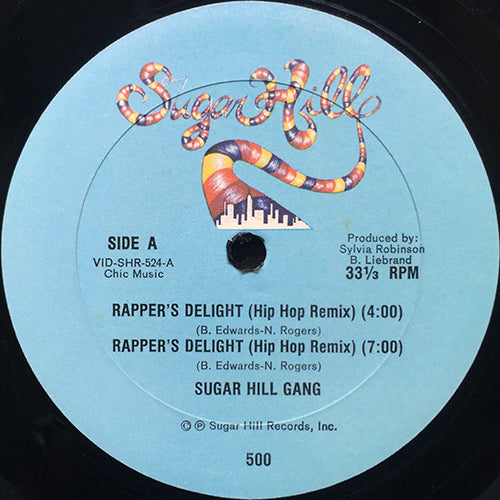 Sugar Hill
SIDE A
VID-SHR-524-A
Chic Music
Produced by:
Sylvia Robinson
B. Liebrand
33⅓ RPM
RAPPER'S DELIGHT (Hip Hop Remix) (4:00)
(B. Edwards-N. Rogers)
RAPPER'S DELIGHT (Hip Hop Remix) (7:00)
(B. Edwards-N. Rogers)
SUGAR HILL GANG
© ℗ Sugar Hill Records, Inc.
500